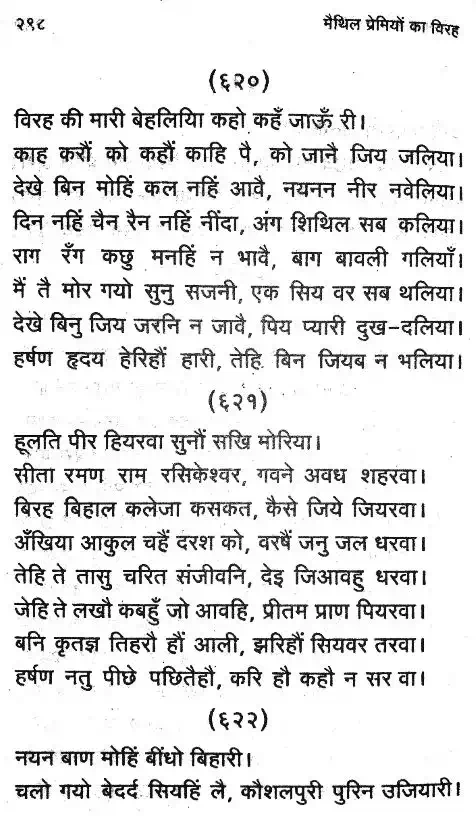 २९८
मैथिल प्रेमियों का विरह
(६२०)
विरह की मारी बेहलिया कहो कहँ जाऊँ री।
काह करौं को कहौं काहि पै, को जानै जिय जलिया।
देखे बिन मोहिं कल नहिं आवै, नयनन नीर नवेलिया।
दिन नहिं चैन रैन नहिं नींदा, अंग शिथिल सब कलिया।
राग रँग कछु मनहिं न भावै, बाग बावली गलियाँ।
मैं तै मोर गयो सुनु सजनी, एक सिय वर सब थलिया।
देखे बिनु जिय जरनि न जावै, पिय प्यारी दुख-दलिया।
हर्षण हृदय हेरिहौं हारी, तेहि बिन जियब न भलिया।
(६२१)
हूलति पीर हियरवा सुनौं सखि मोरिया।
सीता रमण राम रसिकेश्वर, गवने अवध शहरवा।
बिरह बिहाल कलेजा कसकत, कैसे जिये जियरवा।
अँखिया आकुल चहैं दरश को, वरषैं जनु जल धरवा।
तेहि ते तासु चरित संजीवनि, देइ जिआवहु धरवा।
जेहि ते लखौ कबहुँ जो आवहि, प्रीतम प्राण पियरवा।
बनि कृतज्ञ तिहरौ हौं आली, झरिहौं सियवर तरवा।
हर्षण नतु पीछे पछितैहौ, करि हौ कहौ न सर वा।
(६२२)
नयन बाण मोहिं बींधो बिहारी।
चलो गयो बेदर्द सियहिं लै, कौशलपुरी पुरिन उजियारी।